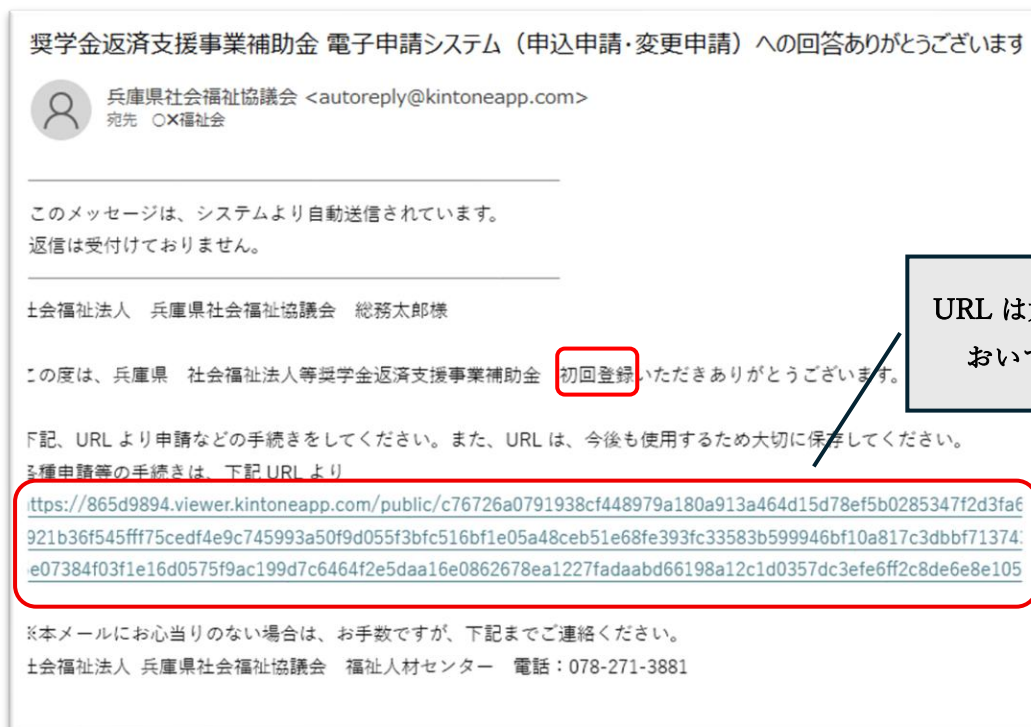 奨学金返済支援事業補助金 電子申請システム（申込申請・変更申請）への回答ありがとうございます
兵庫県社会福祉協議会 <autoreply@kintoneapp.com>
宛先 ○✕福祉会
このメッセージは、システムより自動送信されています。
返信は受付けておりません。
社会福祉法人 兵庫県社会福祉協議会 総務太郎様
この度は、兵庫県 社会福祉法人等奨学金返済支援事業補助金 初回登録いただきありがとうございます。
URL は
おいて
下記、URL より申請などの手続きをしてください。また、URL は、今後も使用するため大切に保存してください。
各種申請等の手続きは、下記 URL より
https://865d9894.viewer.kintoneapp.com/public/c76726a0791938cf448979a180a913a464d15d78ef5b0285347f2d3fa6
921b36f545fff75cedf4e9c745993a50f9d055f3bfc516bf1e05a48ceb51e68fe393fc33583b599946bf10a817c3dbbf71374
e07384f03f1e16d0575f9ac199d7c6464f2e5daa16e0862678ea1227fadaabd66198a12c1d0357dc3efe6ff2c8de6e8e105
※本メールにお心当りのない場合は、お手数ですが、下記までご連絡ください。
社会福祉法人 兵庫県社会福祉協議会 福祉人材センター 電話：078-271-3881